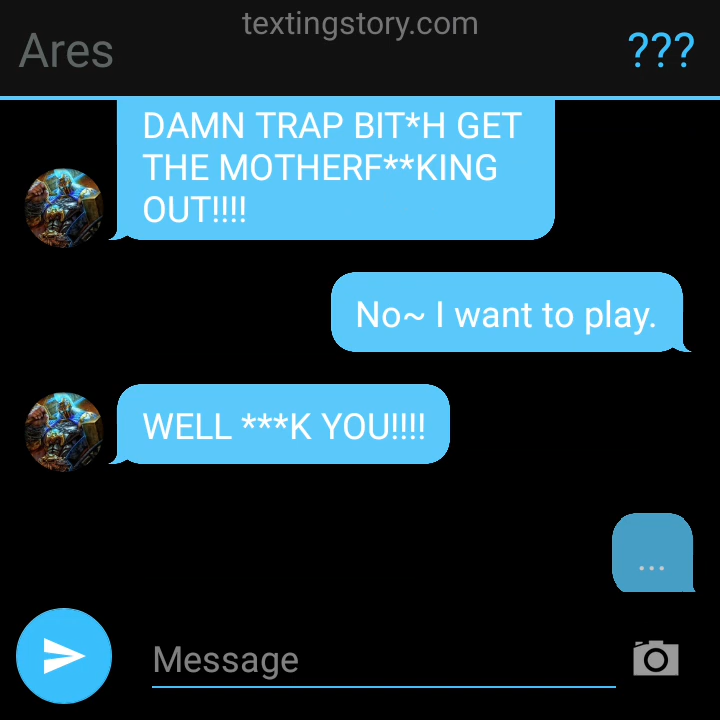 textingstory.com
Ares
???
DAMN TRAP BIT*H GET
THE MOTHERF**KING
OUT!!!!
No~ I want to play.
WELL ***K YOU!!!!
...
Message